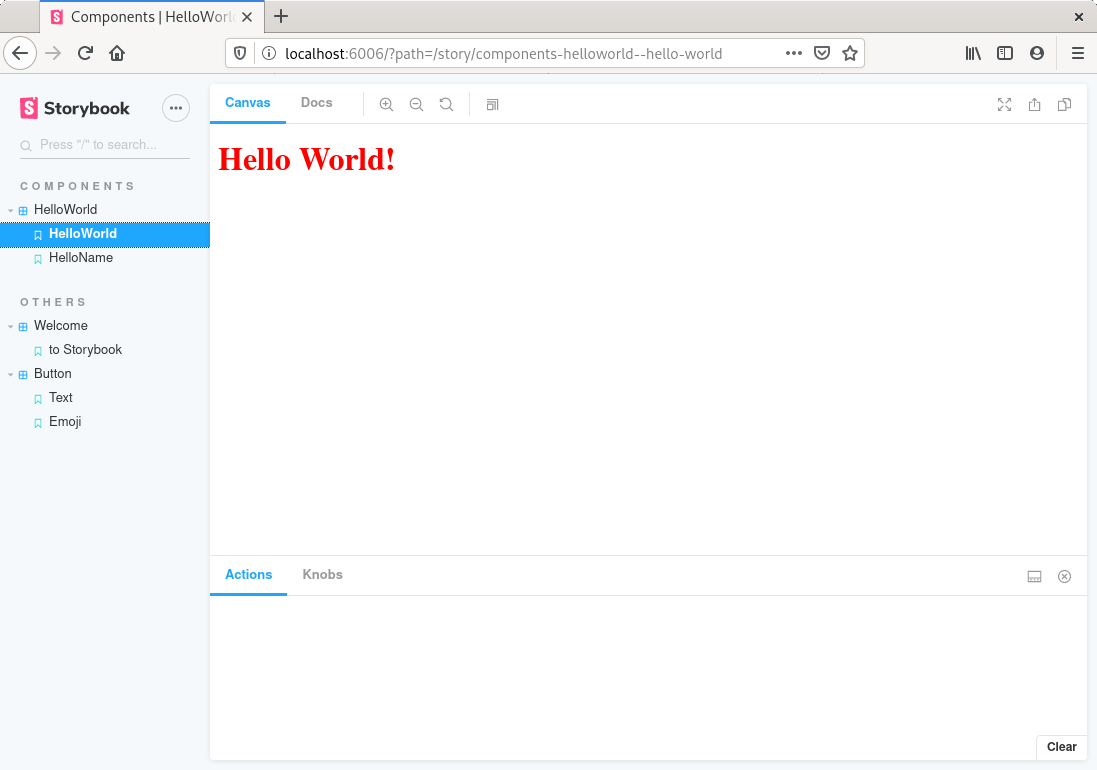 Components | HelloWorl
localhost:6006/?path=/story/components-helloworld--hello-world
Storybook
Press "/" to search...
COMPONENTS
HelloWorld
HelloWorld
HelloName
OTHERS
Welcome
to Storybook
Button
Text
Emoji
Canvas Docs
Hello World!
Actions Knobs
Clear